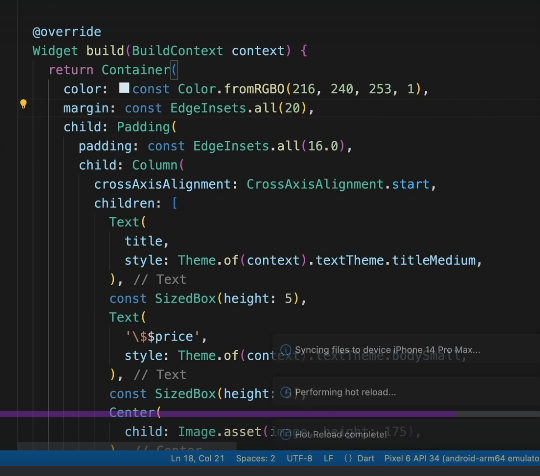 @override
Widget build(BuildContext context) {
return Container(
color: const Color.fromRGBO(216, 240, 253, 1),
margin: const EdgeInsets.all(20),
child: Padding(
padding: const EdgeInsets.all(16.0),
child: Column(
crossAxisAlignment: CrossAxisAlignment.start,
children: [
Text(
title,
style: Theme.of(context).textTheme.titleMedium,
), // Text
const SizedBox(height: 5),
Text(
'\$$price',
Syncing files to device iPhone 14 Pro Max...
style: Theme.of(context).textTheme.bodySmall,
), // Text
const SizedBox(height: 5),
Performing hot reload...
Center(
child: Image.asset(image, height: 175),
Hot Reload complete!
), // Center
Ln 18, Col 21 Spaces: 2 UTF-8 LF {} Dart Pixel 6 API 34 (android-arm64 emulato